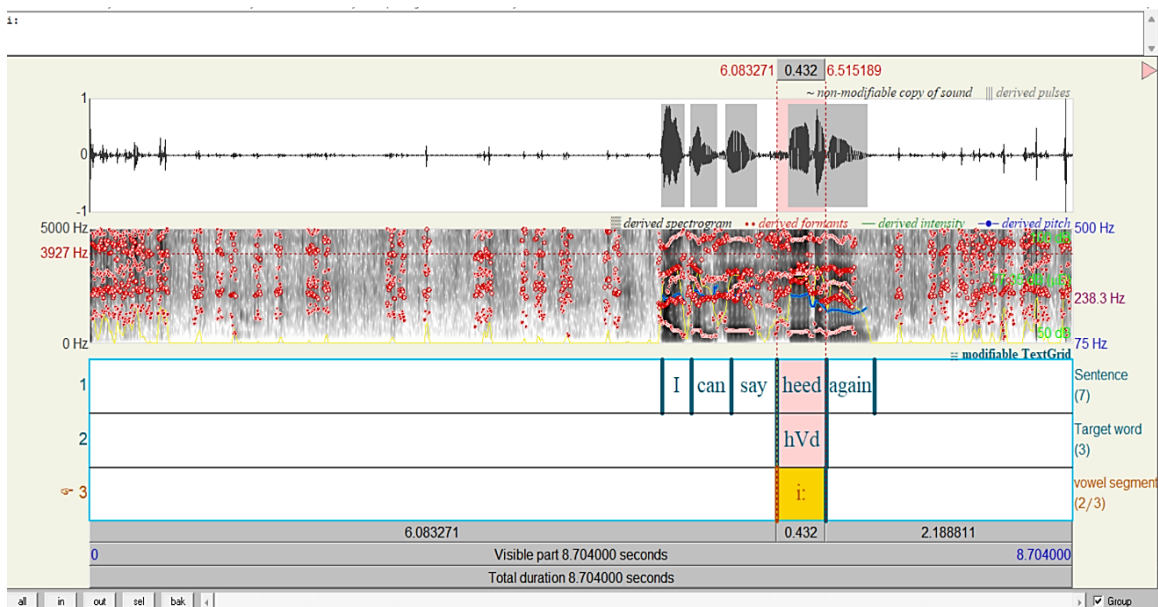 i:
6.083271 0.432 6.515189
~ non-modifiable copy of sound ||| derived pulses
1
0
-1
derived spectrogram derived formants derived intensity derived pitch
5000 Hz 500 Hz
3927 Hz
238.3 Hz
50 dB
0 Hz 75 Hz
modifiable TextGrid
1 I can say heed again Sentence
(7)
2 hVd Target word
(3)
3 i: vowel segment
(2/3)
6.083271 0.432 2.188811
0 Visible part 8.704000 seconds 8.704000
Total duration 8.704000 seconds
all in out sel bak Group